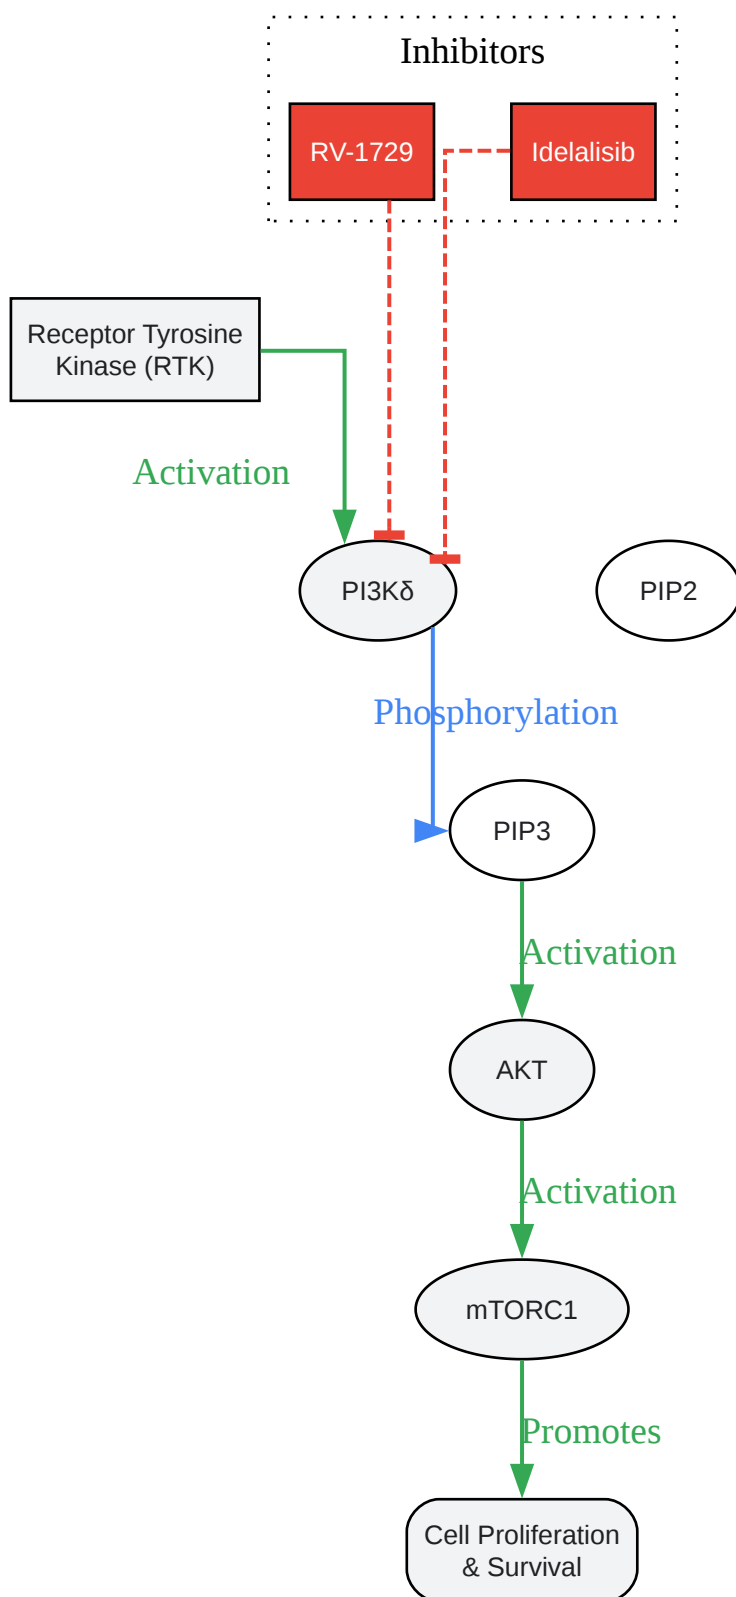 Inhibitors
RV-1729
Idelalisib
Receptor Tyrosine
Kinase (RTK)
Activation
PI3Kδ
PIP2
Phosphorylation
PIP3
Activation
AKT
Activation
mTORC1
Promotes
Cell Proliferation
& Survival